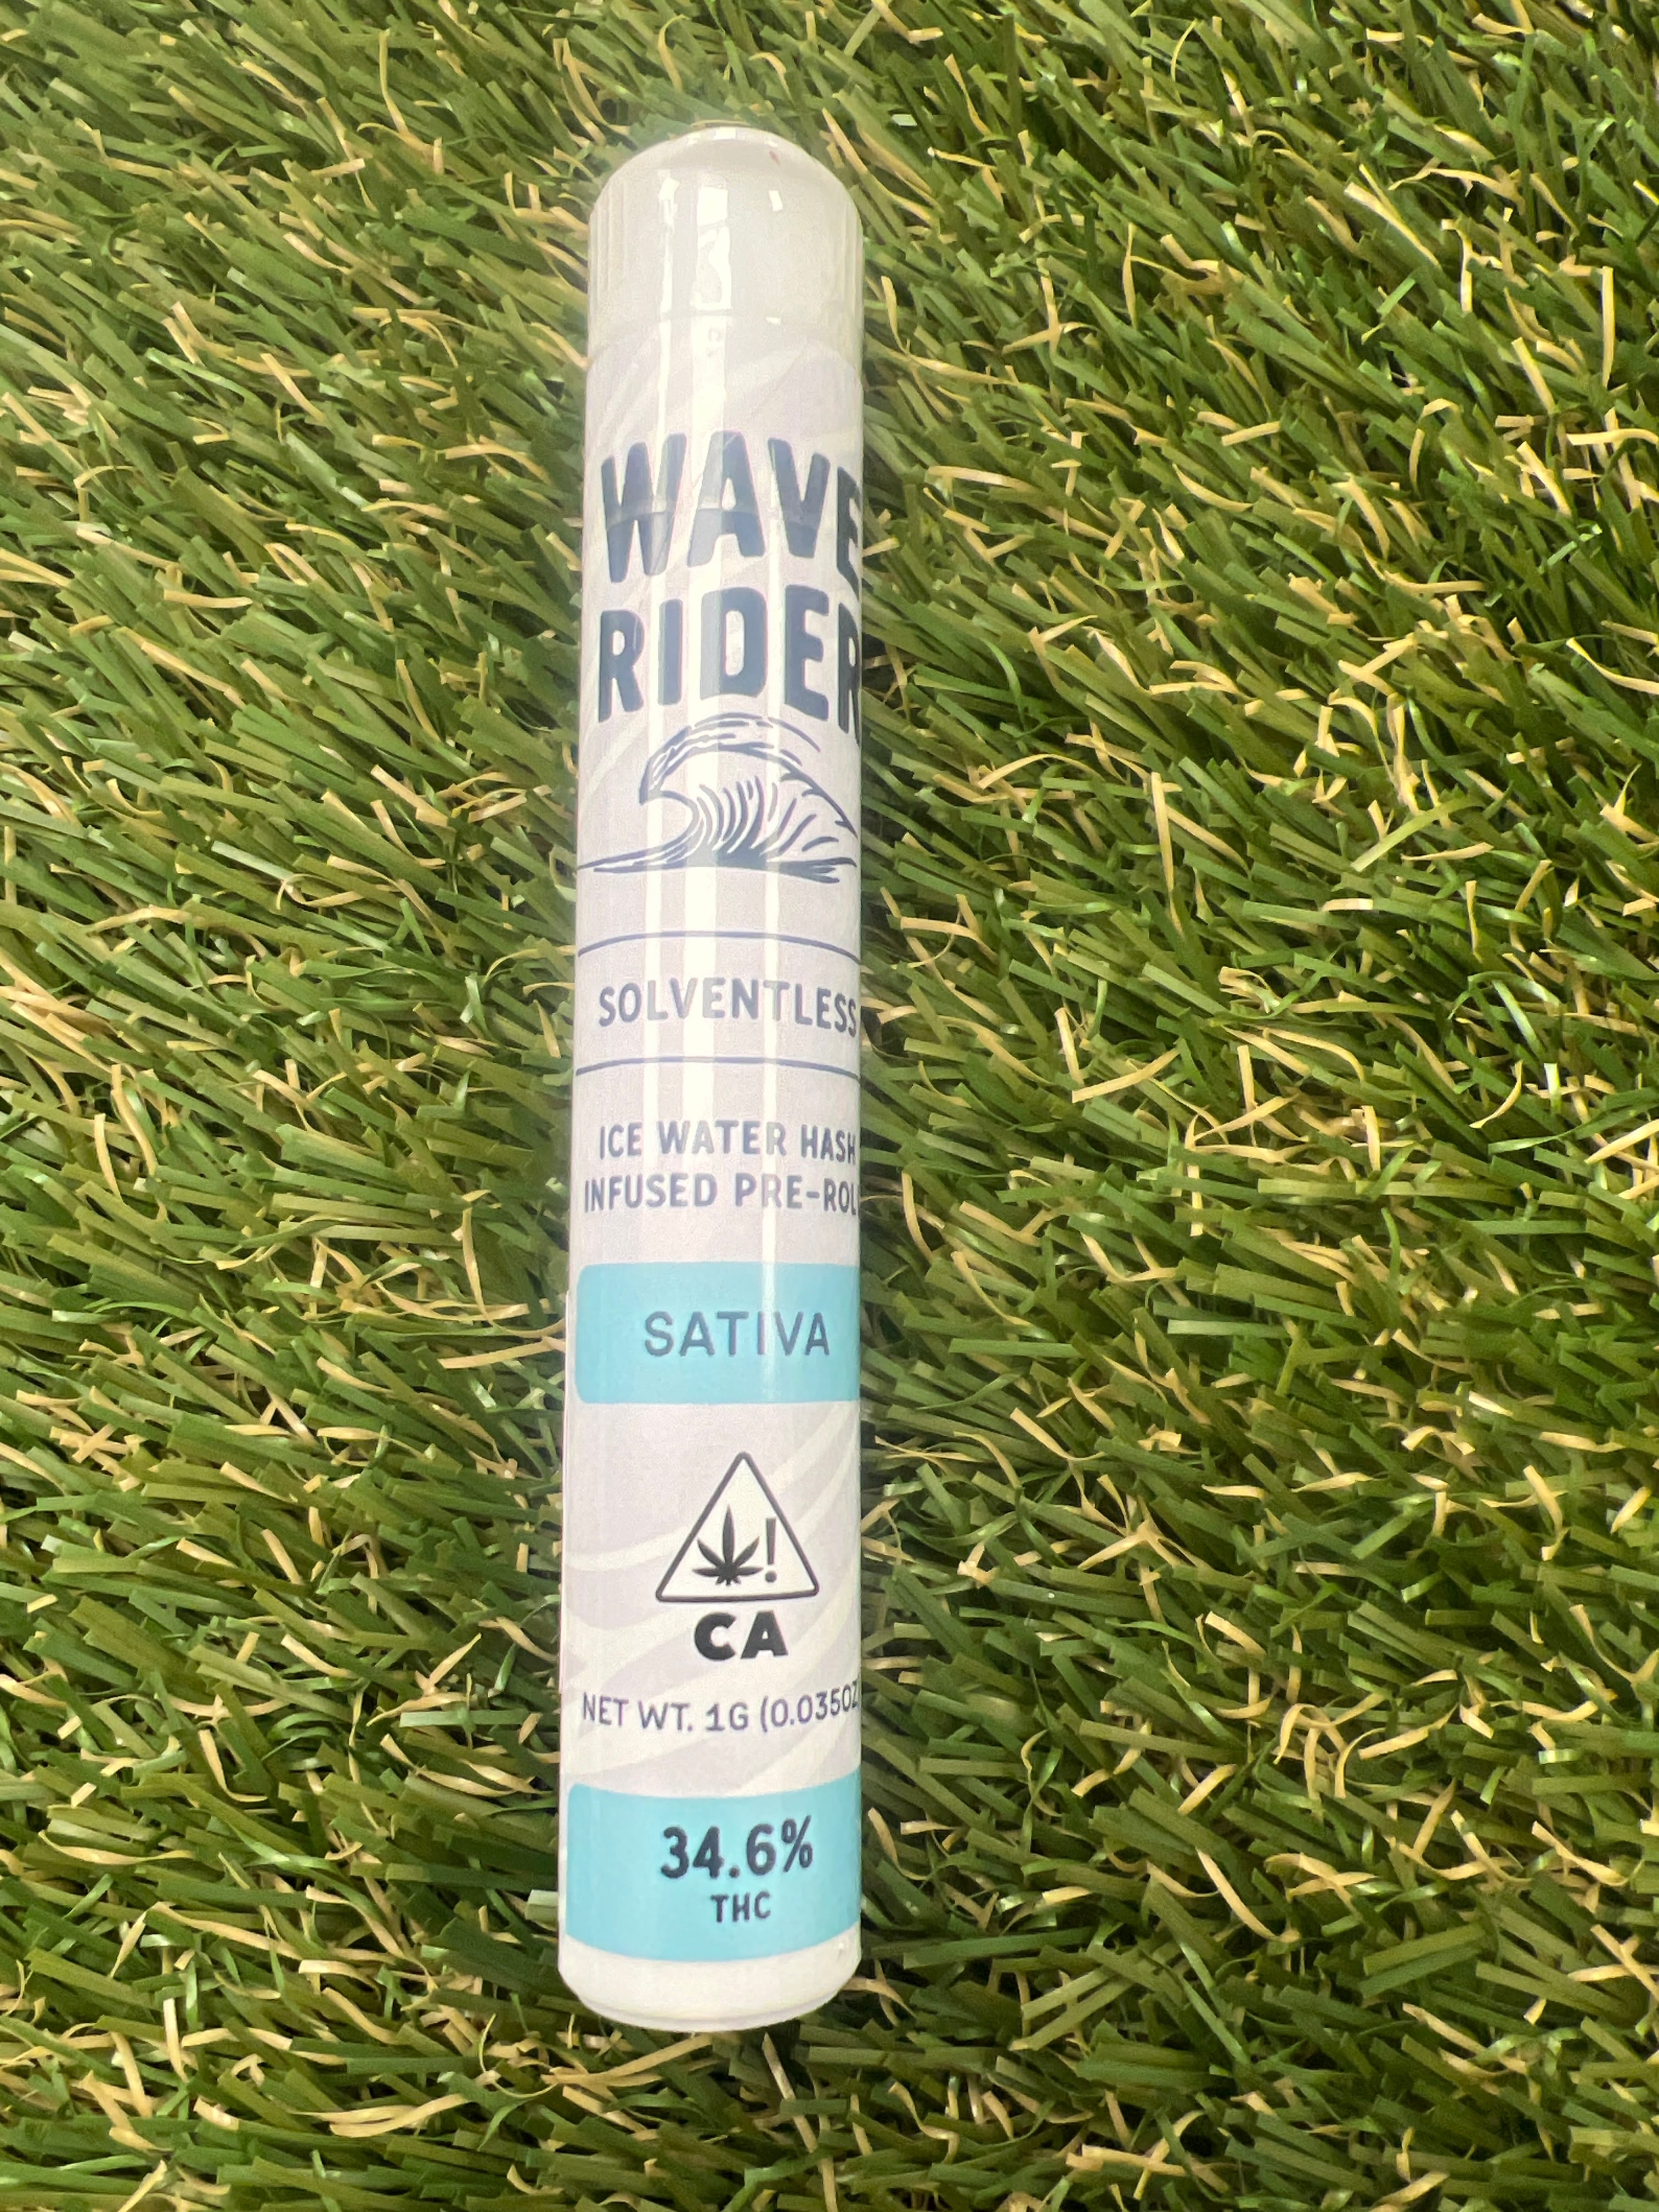 WAVE
RIDER
SOLVENTLESS
ICE WATER HASH
INFUSED PRE-ROL
SATIVA
!
CA
NET WT. 1G (0.035OZ
34.6%
THC